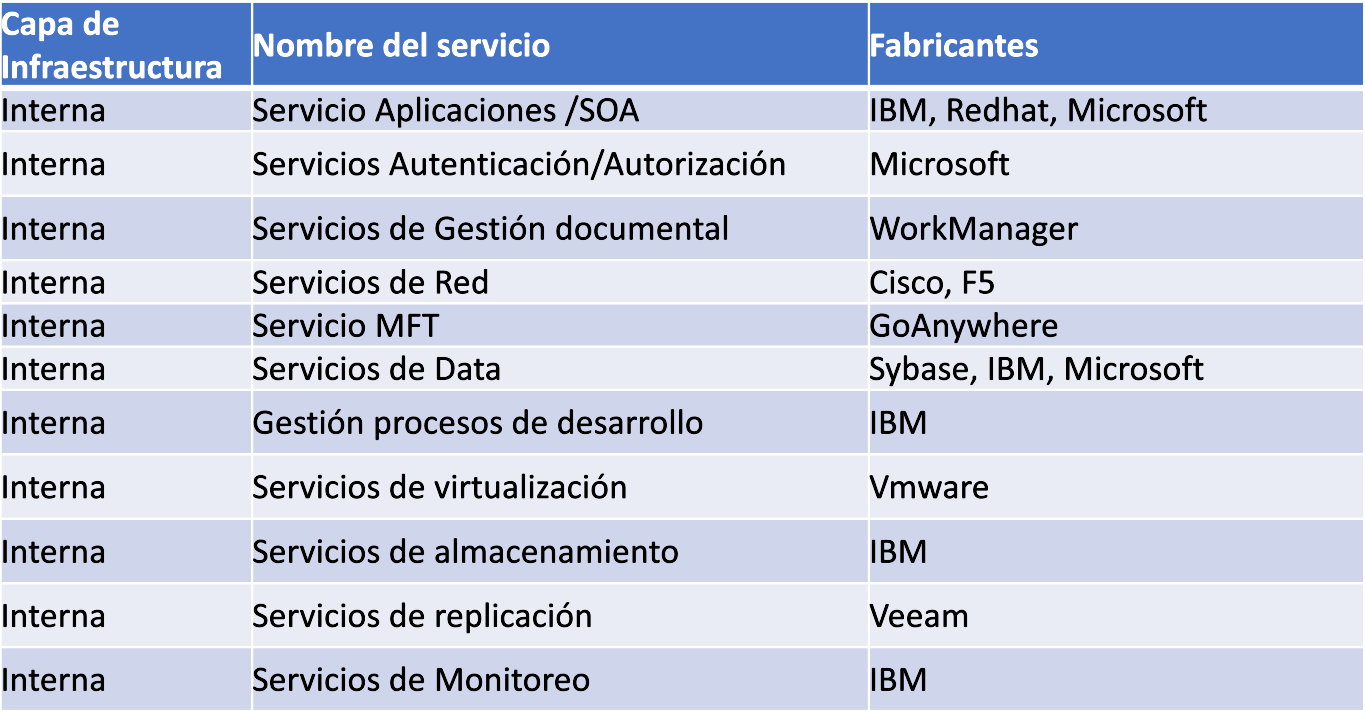 Capa de
Infraestructura Nombre del servicio Fabricantes
Interna Servicio Aplicaciones /SOA IBM, Redhat, Microsoft
Interna Servicios Autenticación/Autorización Microsoft
Interna Servicios de Gestión documental WorkManager
Interna Servicios de Red Cisco, F5
Interna Servicio MFT GoAnywhere
Interna Servicios de Data Sybase, IBM, Microsoft
Interna Gestión procesos de desarrollo IBM
Interna Servicios de virtualización Vmware
Interna Servicios de almacenamiento IBM
Interna Servicios de replicación Veeam
Interna Servicios de Monitoreo IBM